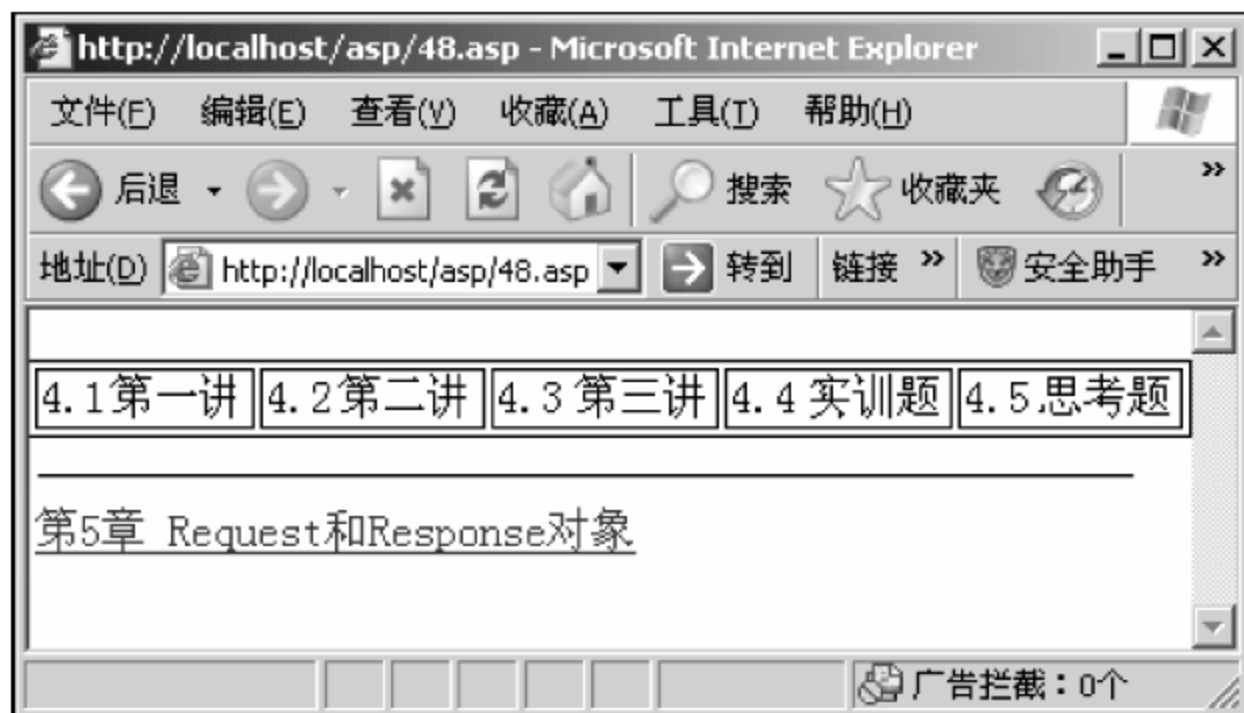 http://localhost/asp/48.asp - Microsoft Internet Explorer
文件(F) 编辑(E) 查看(V) 收藏(A) 工具(T) 帮助(H)
后退 搜索 收藏夹 »
地址(D) http://localhost/asp/48.asp 转到 链接 » 安全助手 »
4.1第一讲 4.2第二讲 4.3第三讲 4.4实训题 4.5思考题
第5章 Request和Response对象
广告拦截：0个